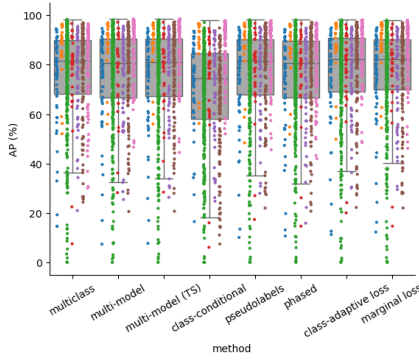 100
80
60
40
20
0
AP (%)
multiclass
multi-model
multi-model (TS)
class-conditional
pseudolabels
phased
class-adaptive loss
marginal loss
method